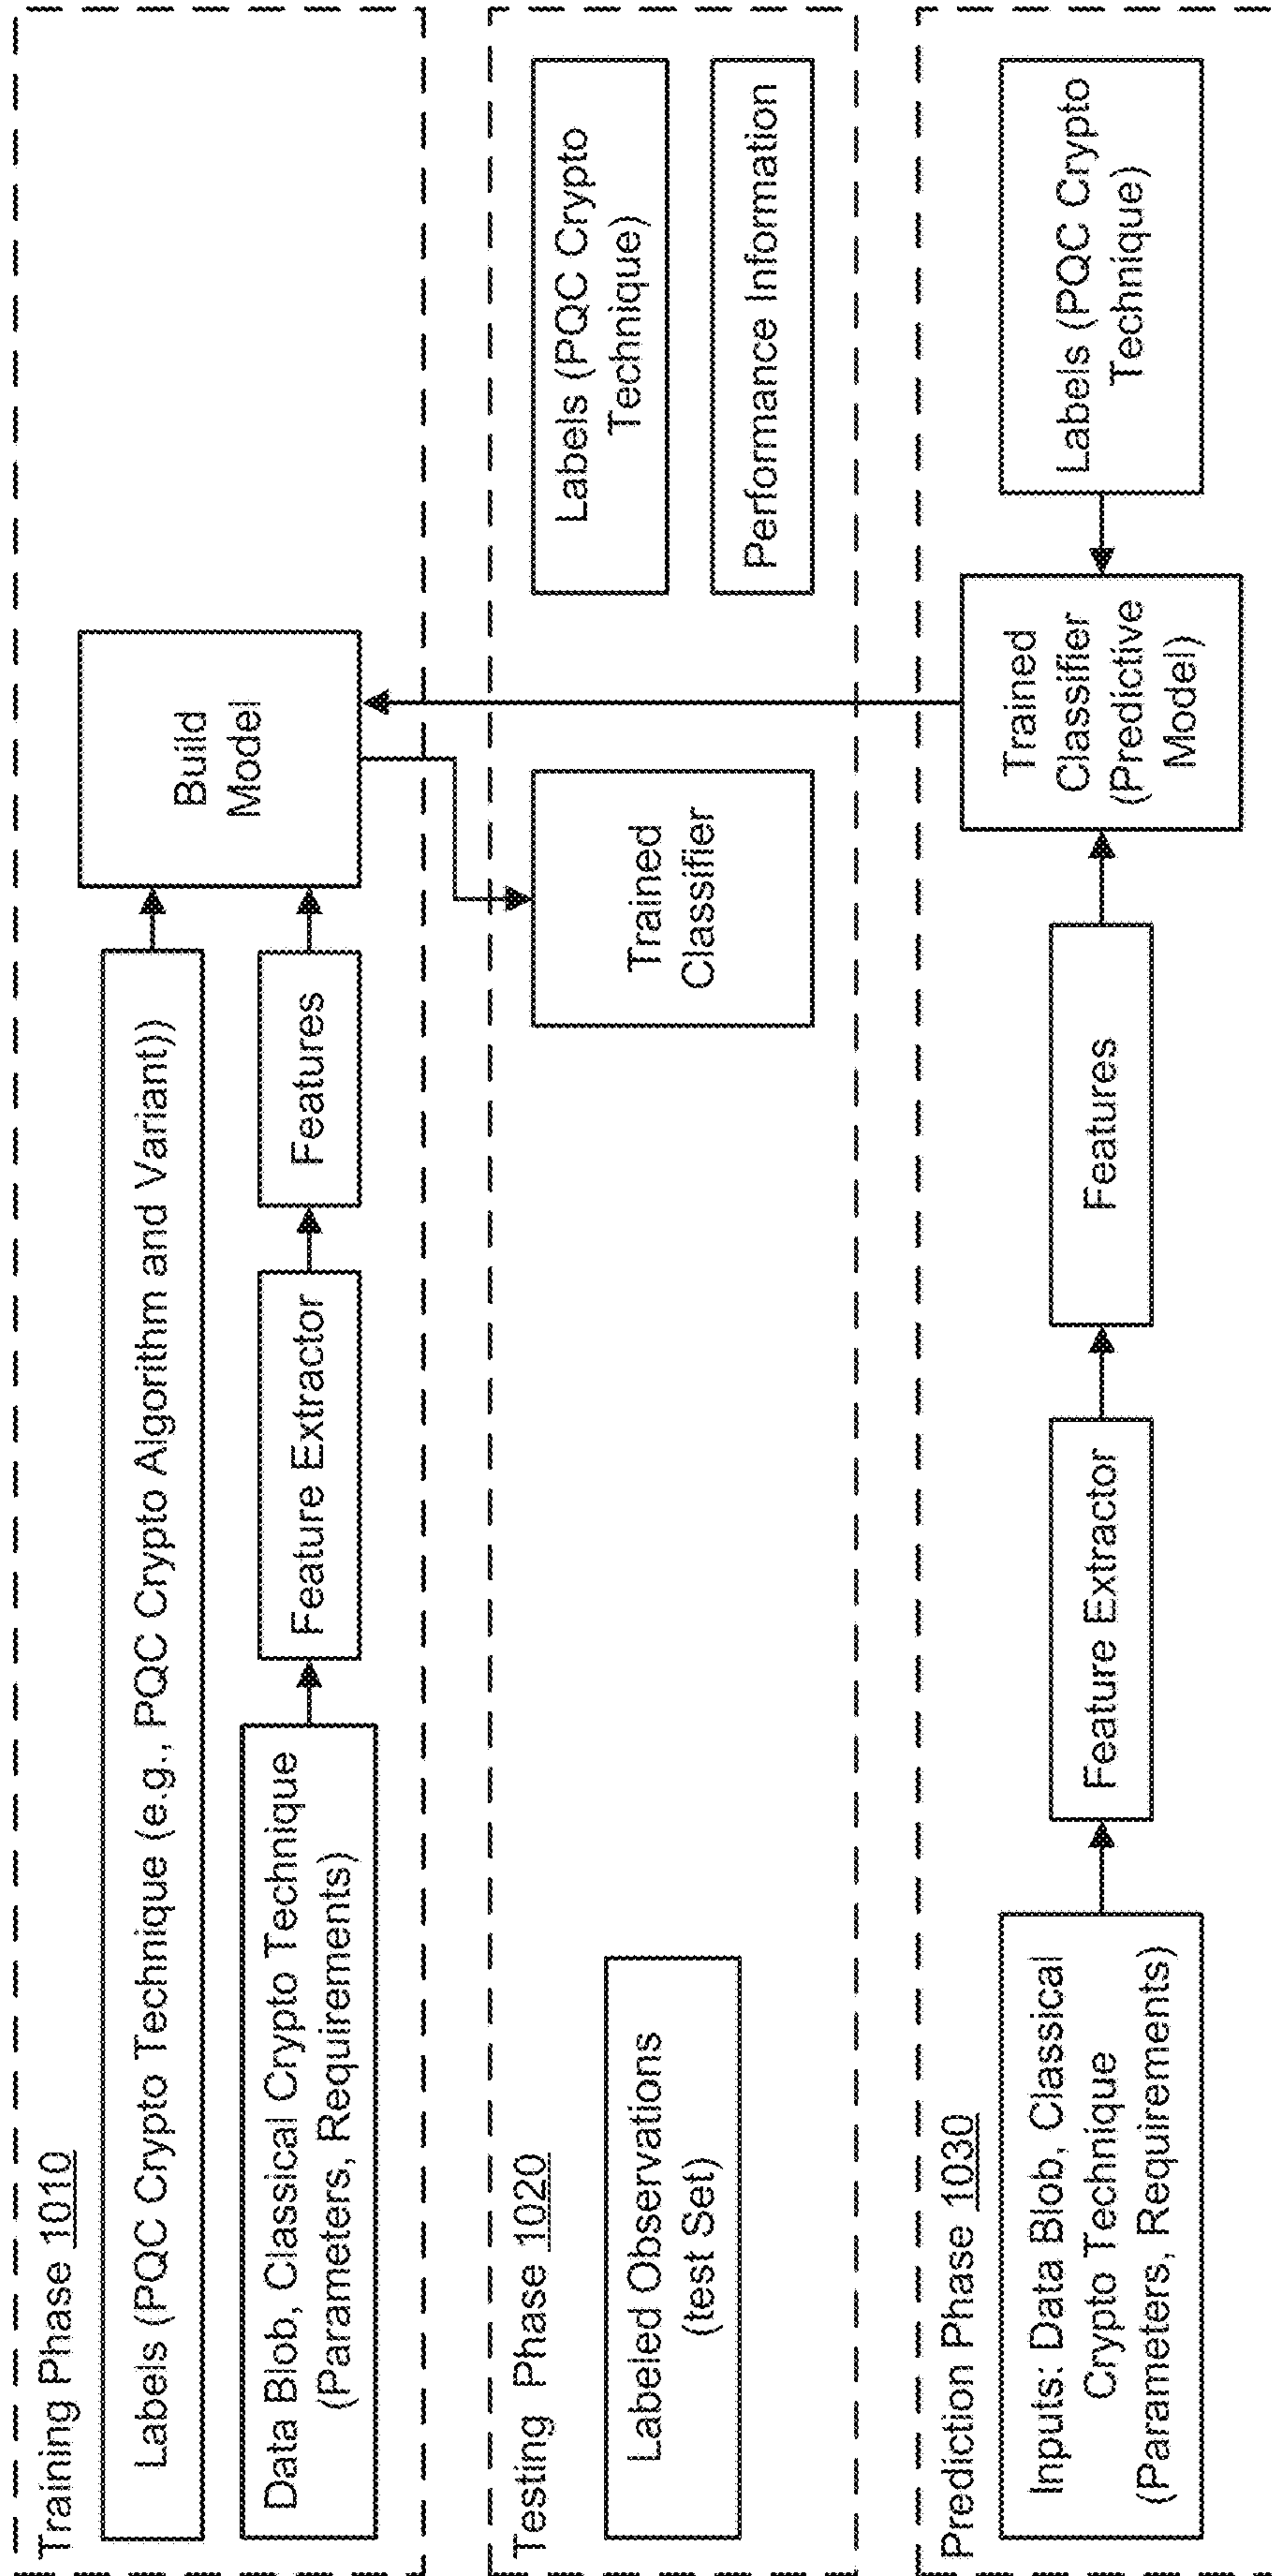 Training Phase 1010
Labels (PQC Crypto Technique (e.g., PQC Crypto Algorithm and Variant))
Data Blob, Classical Crypto Technique
(Parameters, Requirements)
Feature Extractor
Features
Build
Model
Testing Phase 1020
Labeled Observations
(test Set)
Trained
Classifier
Labels (PQC Crypto
Technique)
Performance Information
Prediction Phase 1030
Inputs: Data Blob, Classical
Crypto Technique
(Parameters, Requirements)
Feature Extractor
Features
Trained
Classifier
(Predictive
Model)
Labels (PQC Crypto
Technique)